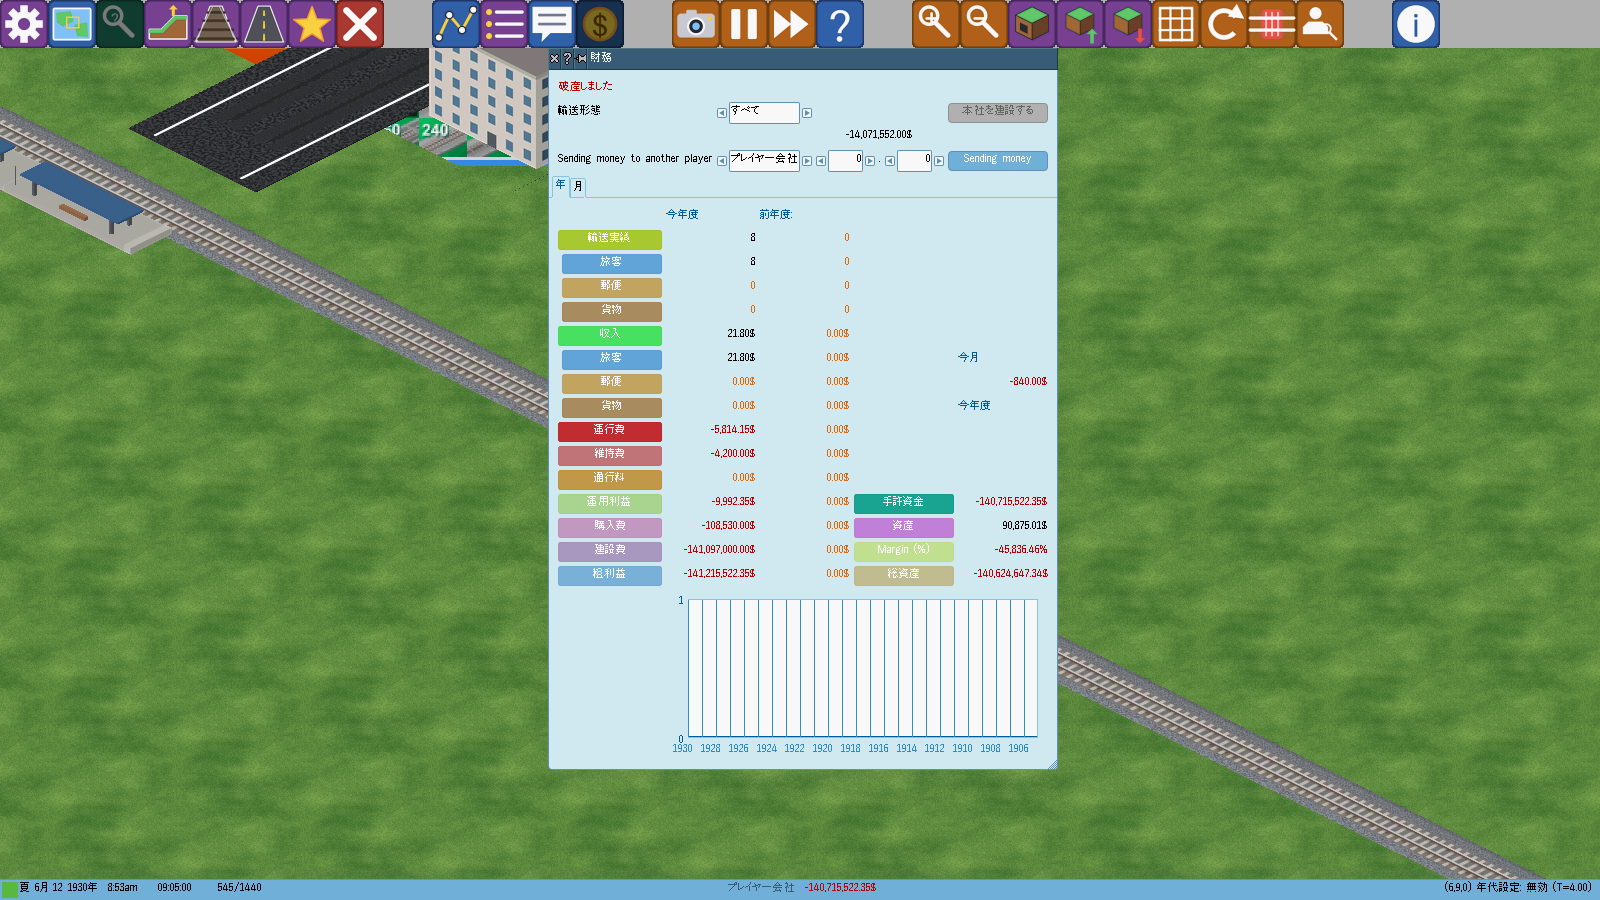 財務
破産しました
輸送形態 すべて 本社を建設する
-14,071,552.00$
Sending money to another player プレイヤー会社 0 . 0 Sending money
年 月
今年度 前年度:
輸送実績 8 0
旅客 8 0
郵便 0 0
貨物 0 0
収入 21.80$ 0.00$
旅客 21.80$ 0.00$ 今月
郵便 0.00$ 0.00$ -840.00$
貨物 0.00$ 0.00$ 今年度
運行費 -5,814.15$ 0.00$
維持費 -4,200.00$ 0.00$
通行料 0.00$ 0.00$
運用利益 -9,992.35$ 0.00$ 手許資金 -140,715,522.35$
購入費 -108,530.00$ 0.00$ 資産 90,875.01$
建設費 -141,097,000.00$ 0.00$ Margin (%) -45,836.46%
粗利益 -141,215,522.35$ 0.00$ 総資産 -140,624,647.34$
1
0
1930 1928 1926 1924 1922 1920 1918 1916 1914 1912 1910 1908 1906
240
夏 6月 12 1930年 8:53am 09:05:00 545/1440 プレイヤー会社 -140,715,522.35$ (6,9,0) 年代設定: 無効 (T=4.00)